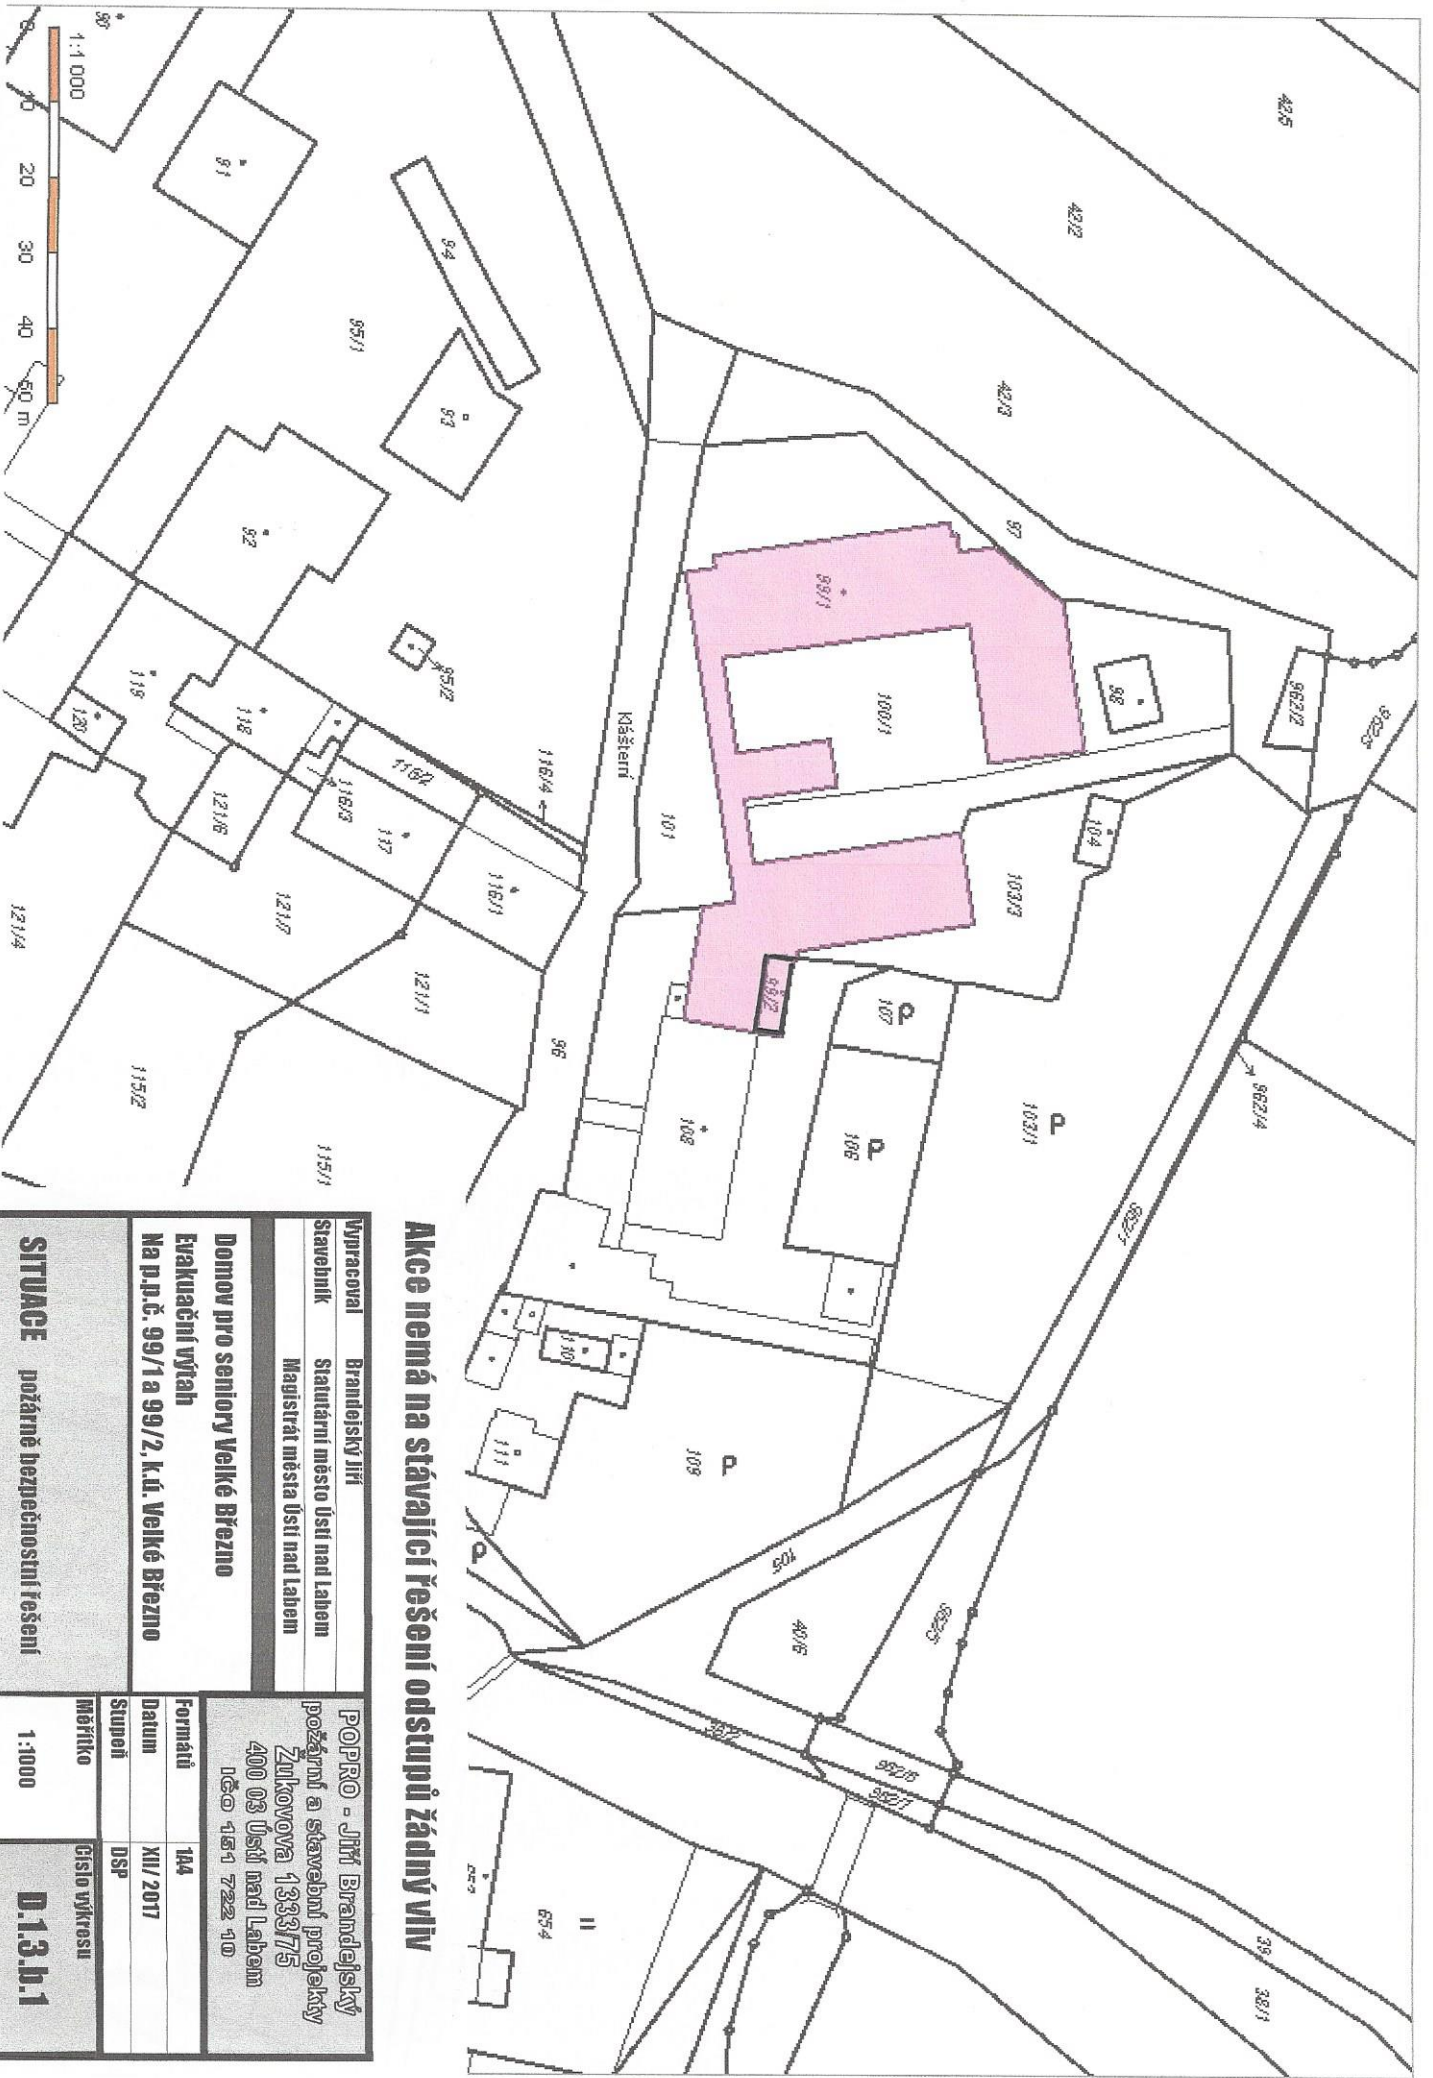 42/5
42/2
42/3
97
962/2
962/3
98
99/1
100/1
104
103/3
101
Klášterní
99/2
107
106
103/1
962/4
962/1
108
96
90
91
94
95/1
93
92
95/2
119
120
118
116/4
116/2
116/3
117
116/1
121/6
121/7
121/1
121/4
115/2
115/1
110
111
109
105
40/6
962/5
962/6
962/7
39
38/1
654
1:1 000
0 10 20 30 40 50 m
Akce nemá na stávající řešení odstupů žádný vliv
Vypracoval Brandejský Jiří
Stavebník Statutární město Ústí nad Labem
Magistrát města Ústí nad Labem
POPRO - Jiří Brandejský
požární a stavební projekty
Žukovova 1333/75
400 03 Ústí nad Labem
IČO 151 722 10
Domov pro seniory Velké Březno
Evakuační výtah
Na p.p.č. 99/1 a 99/2, k.ú. Velké Březno
Formátů 1A4
Datum XII/2017
Stupeň DSP
SITUACE požárně bezpečnostní řešení
Měřítko 1:1000
Číslo výkresu D.1.3.b.1